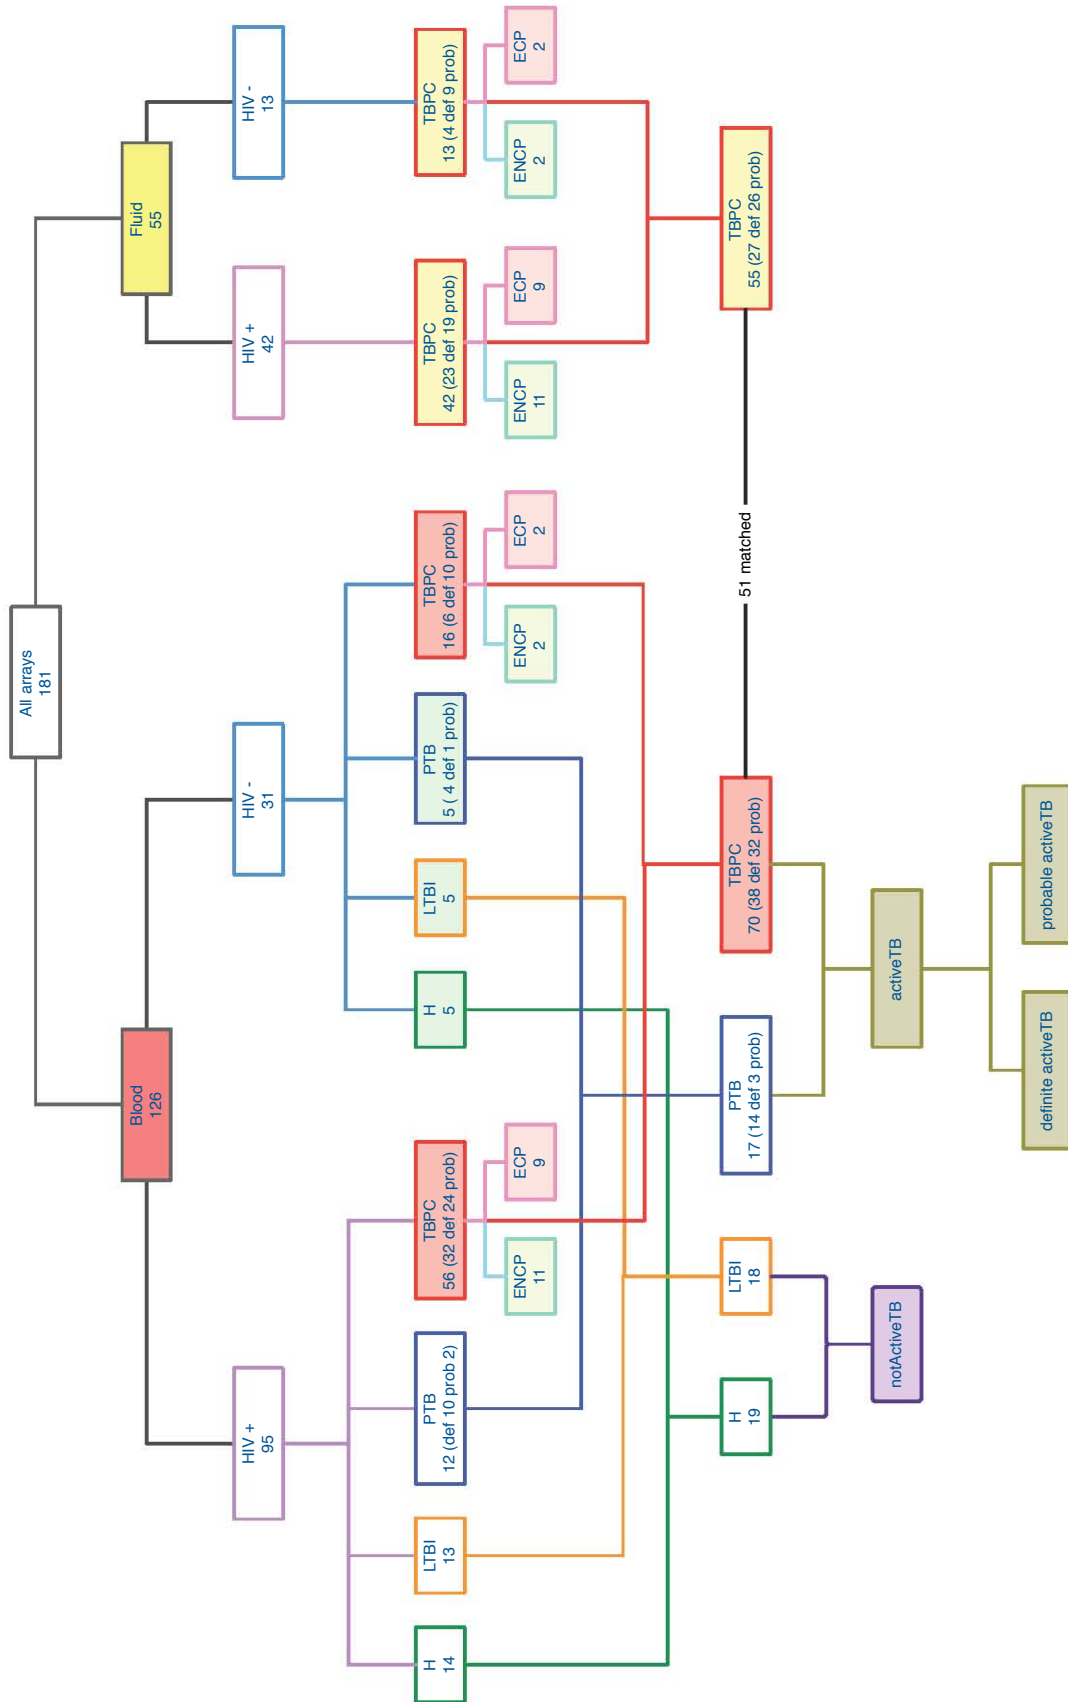 All arrays
181
Blood
126
Fluid
55
HIV +
95
HIV -
31
HIV +
42
HIV -
13
H
14
LTBI
13
PTB
12 (def 10 prob 2)
TBPC
56 (32 def 24 prob)
H
5
LTBI
5
PTB
5 ( 4 def 1 prob)
TBPC
16 (6 def 10 prob)
TBPC
42 (23 def 19 prob)
TBPC
13 (4 def 9 prob)
ENCP
11
ECP
9
ENCP
2
ECP
2
ENCP
11
ECP
9
ENCP
2
ECP
2
H
19
LTBI
18
PTB
17 (14 def 3 prob)
TBPC
70 (38 def 32 prob)
51 matched
TBPC
55 (27 def 26 prob)
notActiveTB
activeTB
definite activeTB
probable activeTB